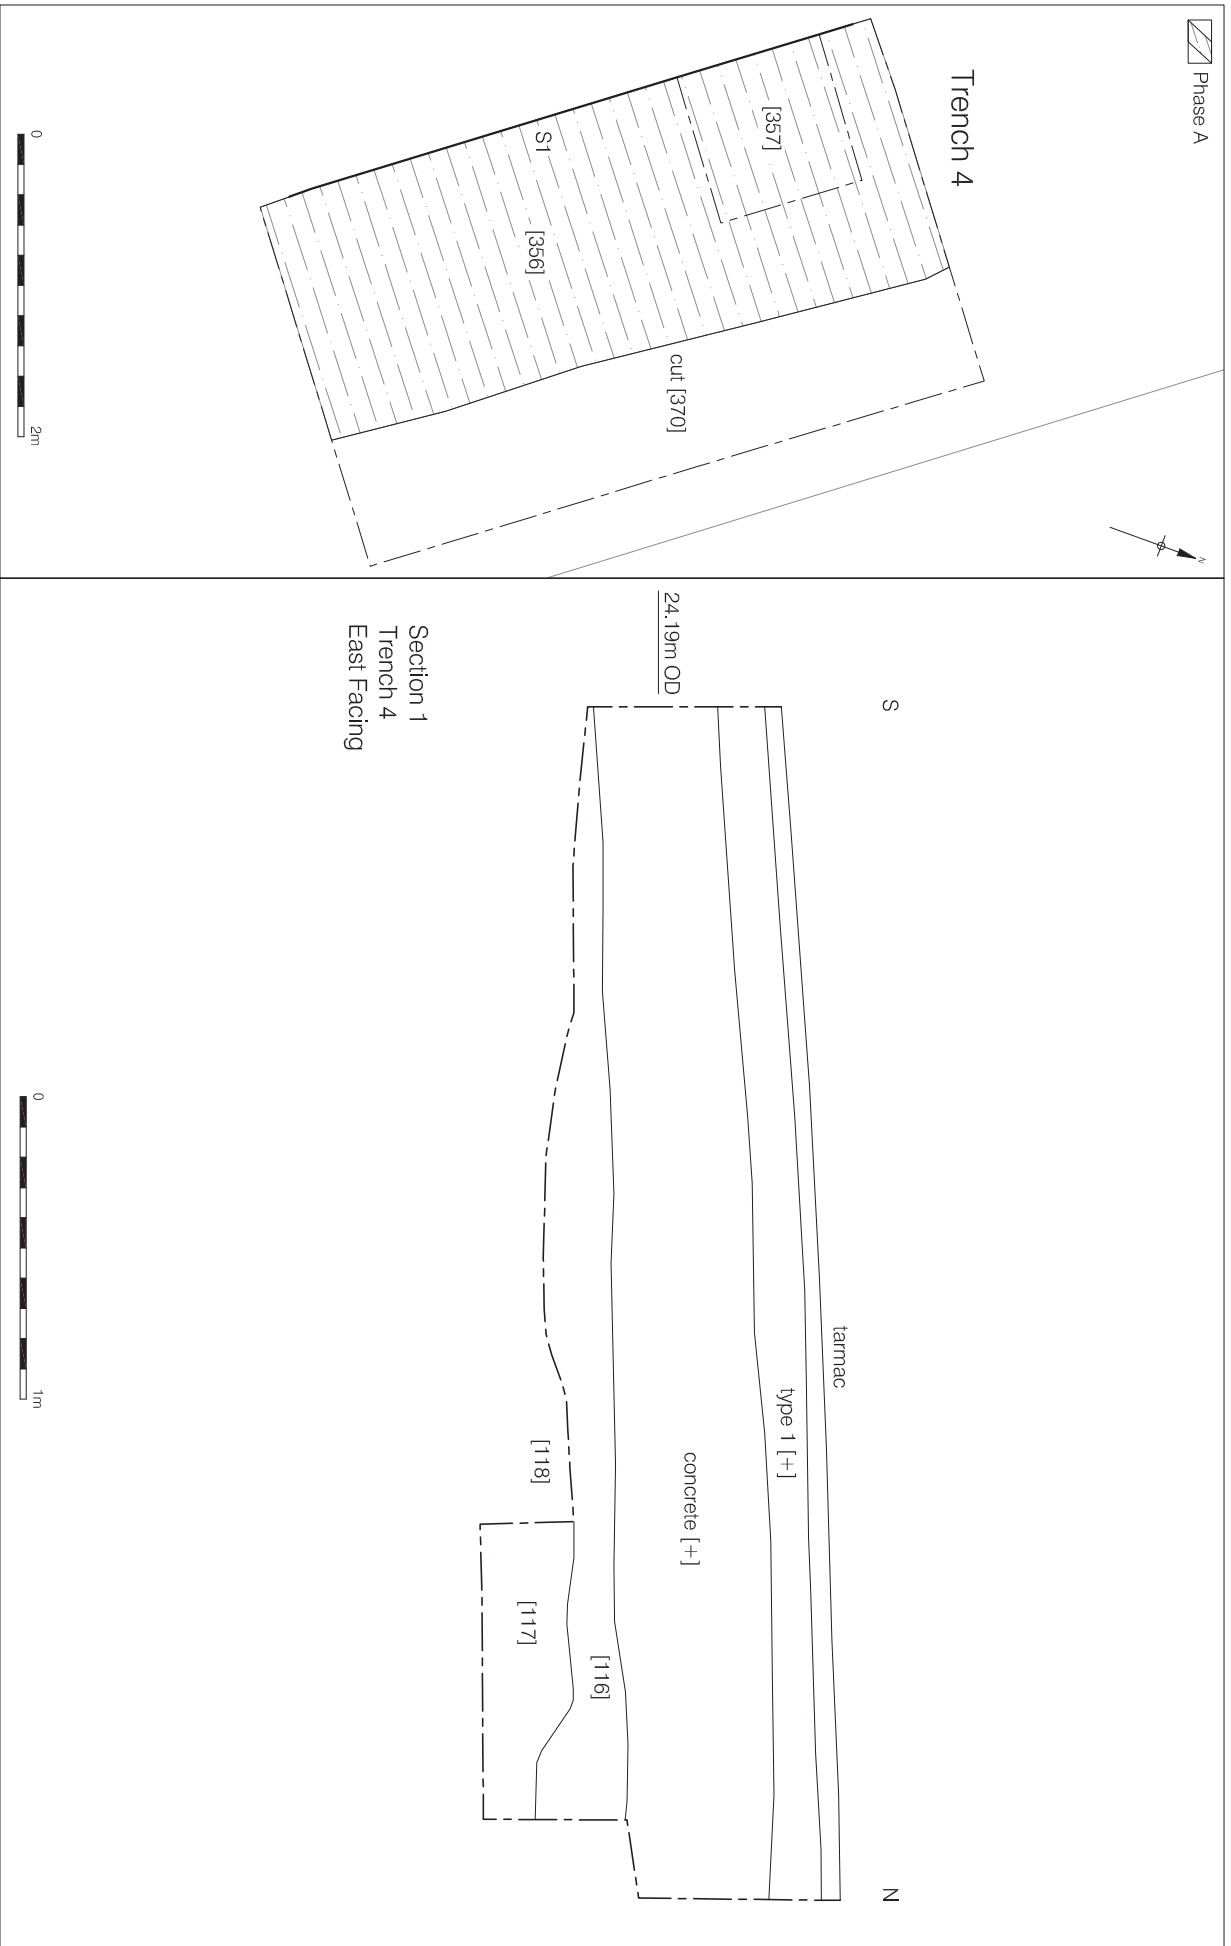 Phase A
Trench 4
[357]
S1
[356]
cut [370]
0
2m
N
S
24.19m OD
tarmac
type 1 [+]
concrete [+]
[118]
[116]
[117]
N
Section 1
Trench 4
East Facing
0
1m